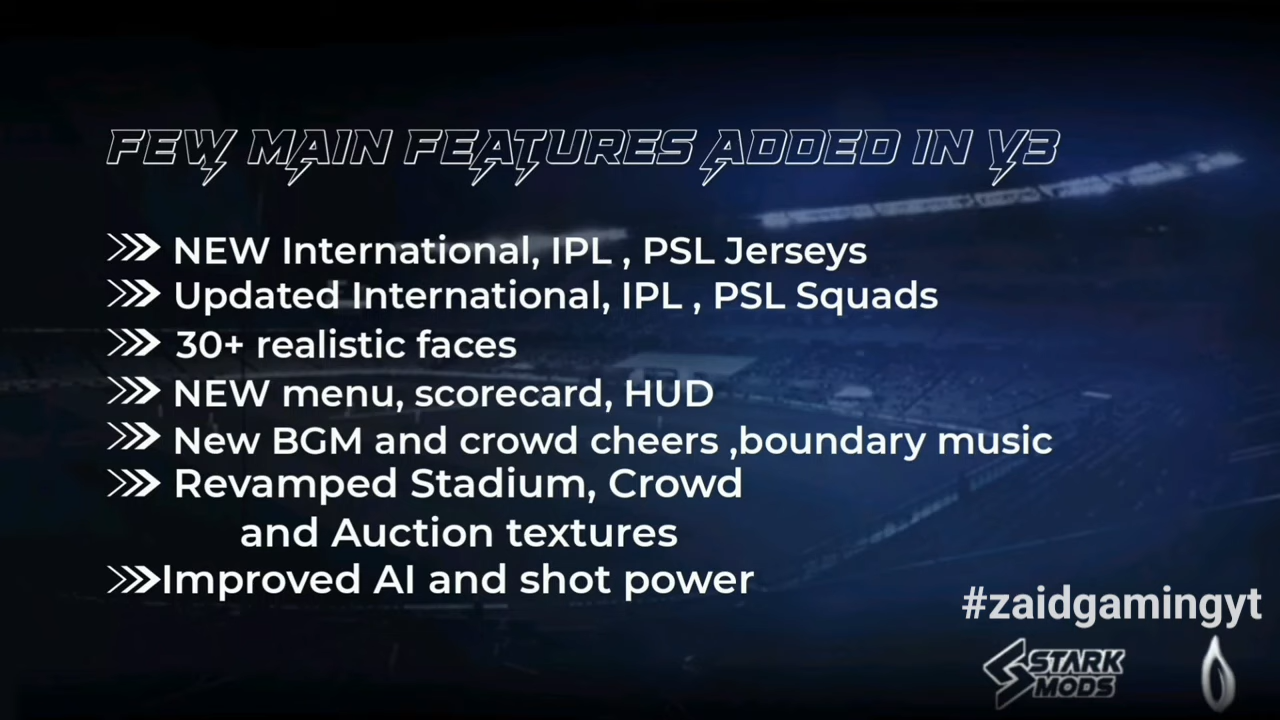 FEW MAIN FEATURES ADDED IN V3
NEW International, IPL , PSL Jerseys
Updated International, IPL , PSL Squads
30+ realistic faces
NEW menu, scorecard, HUD
New BGM and crowd cheers ,boundary music
Revamped Stadium, Crowd
and Auction textures
Improved AI and shot power
#zaidgamingyt
STARK
MODS